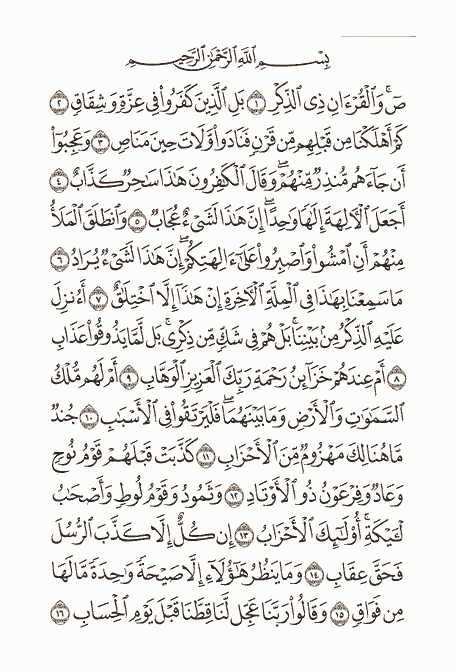 بِسْمِ ٱللَّهِ ٱلرَّحْمَٰنِ ٱلرَّحِيمِ
صٓۚ وَٱلْقُرْءَانِ ذِى ٱلذِّكْرِ ١ بَلِ ٱلَّذِينَ كَفَرُوا۟ فِى عِزَّةٍ وَشِقَاقٍ ٢
كَمْ أَهْلَكْنَا مِن قَبْلِهِم مِّن قَرْنٍ فَنَادَوا۟ وَّلَاتَ حِينَ مَنَاصٍ ٣ وَعَجِبُوٓا۟
أَن جَآءَهُم مُّنذِرٌ مِّنْهُمْۖ وَقَالَ ٱلْكَٰفِرُونَ هَٰذَا سَٰحِرٌ كَذَّابٌ ٤
أَجَعَلَ ٱلْءَالِهَةَ إِلَٰهًا وَٰحِدًاۖ إِنَّ هَٰذَا لَشَىْءٌ عُجَابٌ ٥ وَٱنطَلَقَ ٱلْمَلَأُ
مِنْهُمْ أَنِ ٱمْشُوا۟ وَٱصْبِرُوا۟ عَلَىٰٓ ءَالِهَتِكُمْۖ إِنَّ هَٰذَا لَشَىْءٌ يُرَادُ ٦
مَا سَمِعْنَا بِهَٰذَا فِى ٱلْمِلَّةِ ٱلْءَاخِرَةِ إِنْ هَٰذَآ إِلَّا ٱخْتِلَٰقٌ ٧ أَءُنزِلَ
عَلَيْهِ ٱلذِّكْرُ مِنۢ بَيْنِنَاۚ بَلْ هُمْ فِى شَكٍّ مِّن ذِكْرِىۚ بَل لَّمَّا يَذُوقُوا۟ عَذَابِ
٨ أَمْ عِندَهُمْ خَزَآئِنُ رَحْمَةِ رَبِّكَ ٱلْعَزِيزِ ٱلْوَهَّابِ ٩ أَمْ لَهُم مُّلْكُ
ٱلسَّمَٰوَٰتِ وَٱلْأَرْضِ وَمَا بَيْنَهُمَاۖ فَلْيَرْتَقُوا۟ فِى ٱلْأَسْبَٰبِ ١٠ جُندٌ
مَّا هُنَالِكَ مَهْزُومٌ مِّنَ ٱلْأَحْزَابِ ١١ كَذَّبَتْ قَبْلَهُمْ قَوْمُ نُوحٍ
وَعَادٌ وَفِرْعَوْنُ ذُو ٱلْأَوْتَادِ ١٢ وَثَمُودُ وَقَوْمُ لُوطٍ وَأَصْحَٰبُ
لْـَٔيْكَةِۚ أُو۟لَٰٓئِكَ ٱلْأَحْزَابُ ١٣ إِن كُلٌّ إِلَّا كَذَّبَ ٱلرُّسُلَ
فَحَقَّ عِقَابِ ١٤ وَمَا يَنظُرُ هَٰٓؤُلَآءِ إِلَّا صَيْحَةً وَٰحِدَةً مَّا لَهَا
مِن فَوَاقٍ ١٥ وَقَالُوا۟ رَبَّنَا عَجِّل لَّنَا قِطَّنَا قَبْلَ يَوْمِ ٱلْحِسَابِ ١٦